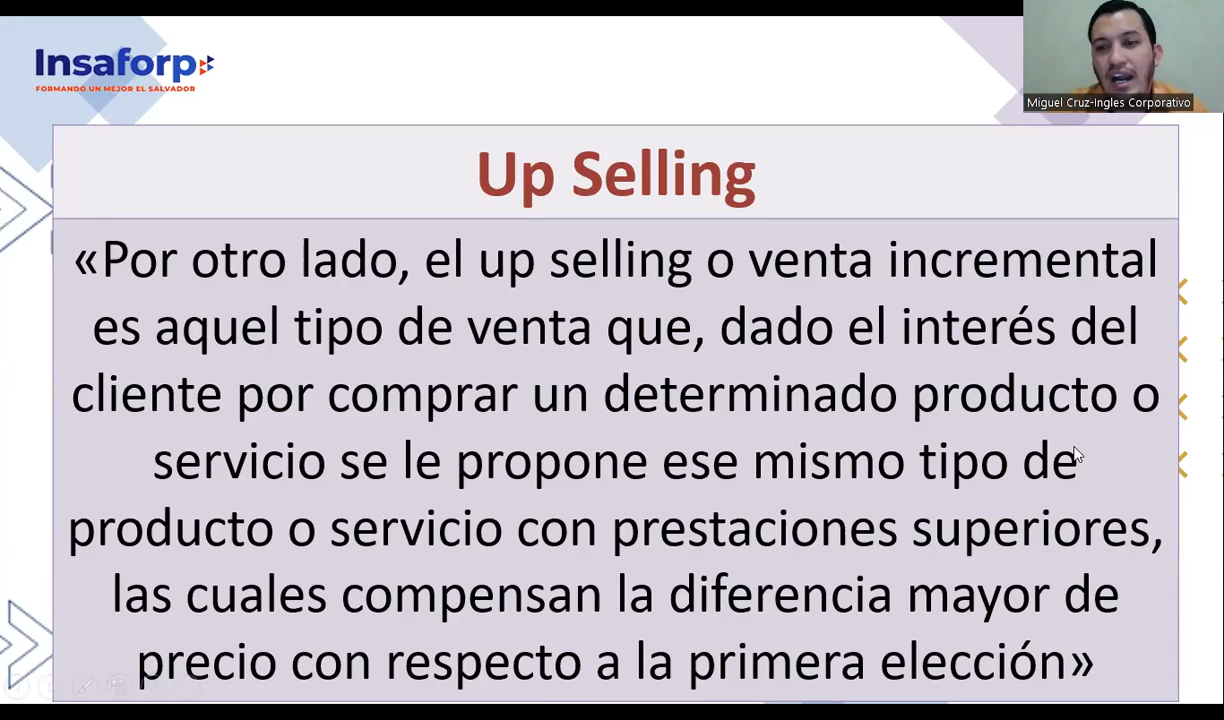 Insaforp
FORMANDO UN MEJOR EL SALVADOR
Miguel Cruz-Ingles Corporativo
Up Selling
«Por otro lado, el up selling o venta incremental
es aquel tipo de venta que, dado el interés del
cliente por comprar un determinado producto o
servicio se le propone ese mismo tipo de
producto o servicio con prestaciones superiores,
las cuales compensan la diferencia mayor de
precio con respecto a la primera elección»